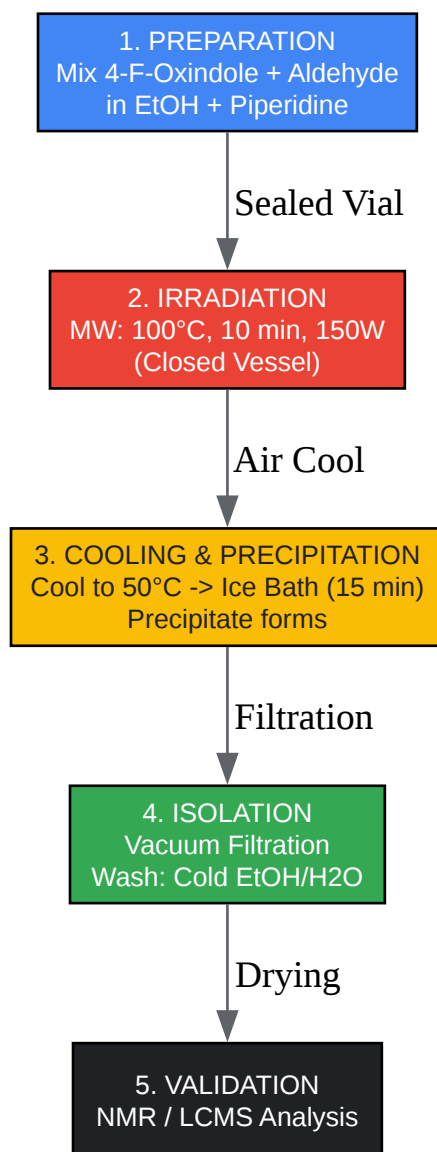 1. PREPARATION
Mix 4-F-Oxindole + Aldehyde
in EtOH + Piperidine
Sealed Vial
2. IRRADIATION
MW: 100°C, 10 min, 150W
(Closed Vessel)
Air Cool
3. COOLING & PRECIPITATION
Cool to 50°C -> Ice Bath (15 min)
Precipitate forms
Filtration
4. ISOLATION
Vacuum Filtration
Wash: Cold EtOH/H2O
Drying
5. VALIDATION
NMR / LCMS Analysis